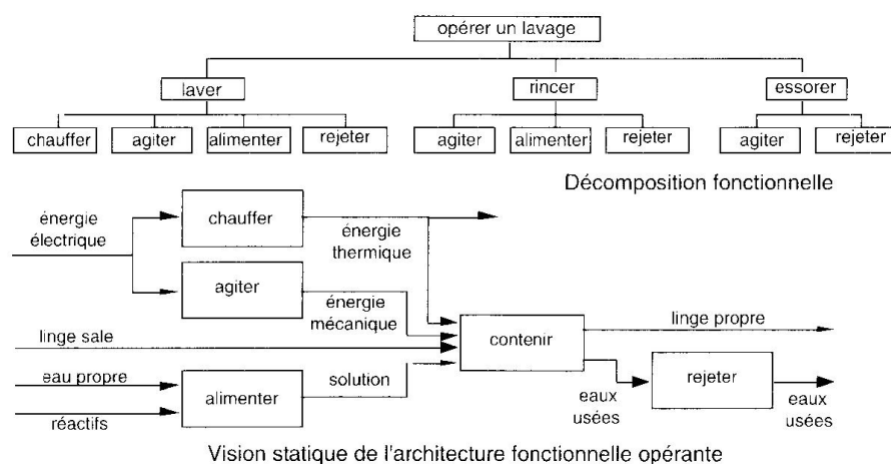 opérer un lavage
laver
rincer
essorer
chauffer
agiter
alimenter
rejeter
agiter
alimenter
rejeter
agiter
rejeter
Décomposition fonctionnelle
énergie
électrique
chauffer
énergie
thermique
agiter
énergie
mécanique
linge sale
contenir
linge propre
eau propre
réactifs
alimenter
solution
eaux
usées
rejeter
eaux
usées
Vision statique de l'architecture fonctionnelle opérante